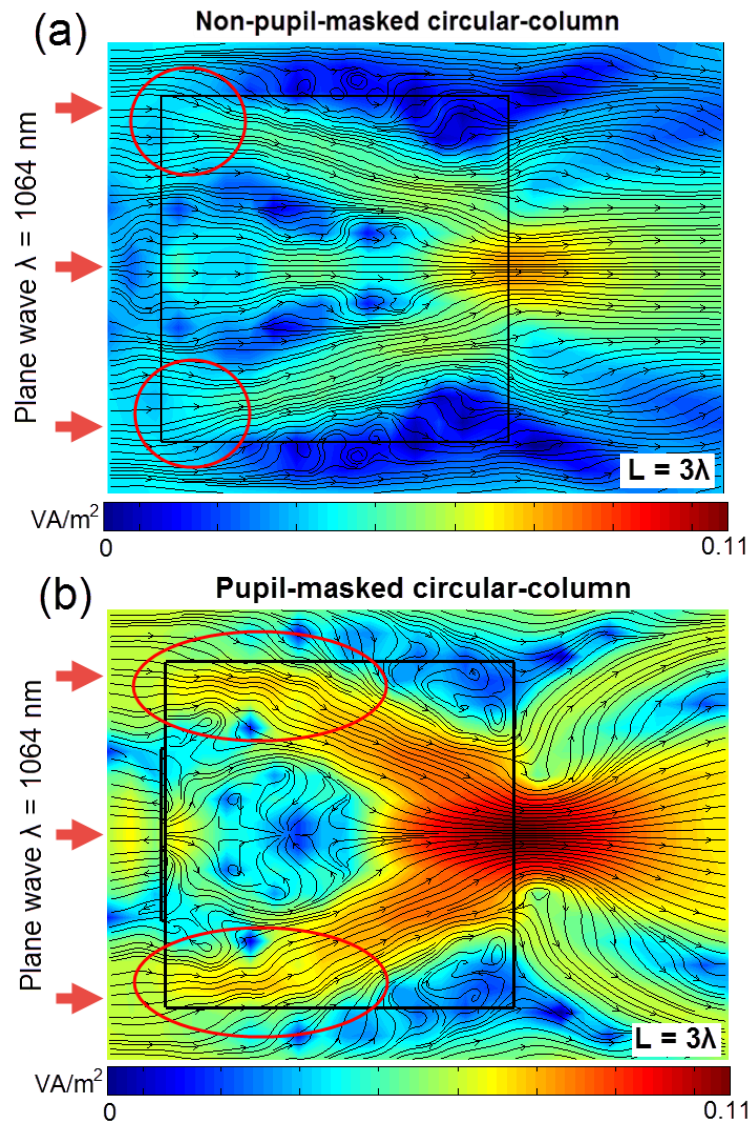 (a)
Non-pupil-masked circular-column
Plane wave λ = 1064 nm
L = 3λ
VA/m²
0
0.11
(b)
Pupil-masked circular-column
Plane wave λ = 1064 nm
L = 3λ
VA/m²
0
0.11